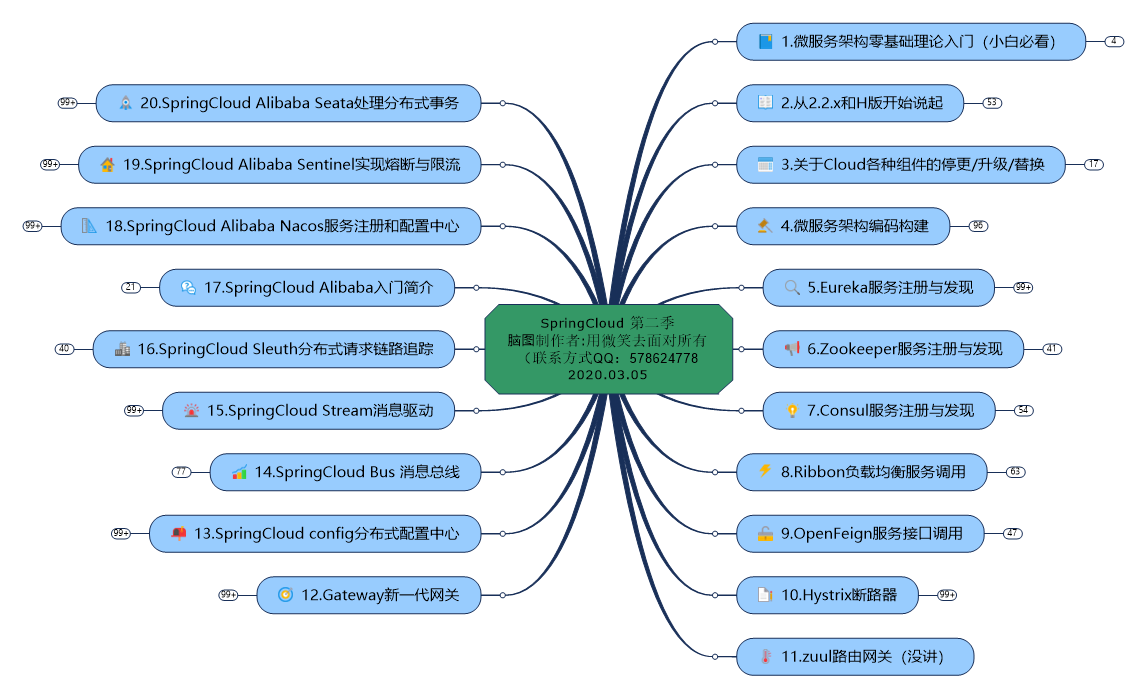 SpringCloud 第二季
脑图制作者:用微笑去面对所有
（联系方式QQ：578624778
2020.03.05
1.微服务架构零基础理论入门（小白必看）
4
2.从2.2.x和H版开始说起
53
3.关于Cloud各种组件的停更/升级/替换
17
4.微服务架构编码构建
96
5.Eureka服务注册与发现
99+
6.Zookeeper服务注册与发现
41
7.Consul服务注册与发现
54
8.Ribbon负载均衡服务调用
63
9.OpenFeign服务接口调用
47
10.Hystrix断路器
99+
11.zuul路由网关（没讲）
12.Gateway新一代网关
99+
13.SpringCloud config分布式配置中心
99+
14.SpringCloud Bus 消息总线
77
15.SpringCloud Stream消息驱动
99+
16.SpringCloud Sleuth分布式请求链路追踪
40
17.SpringCloud Alibaba入门简介
21
18.SpringCloud Alibaba Nacos服务注册和配置中心
99+
19.SpringCloud Alibaba Sentinel实现熔断与限流
99+
20.SpringCloud Alibaba Seata处理分布式事务
99+